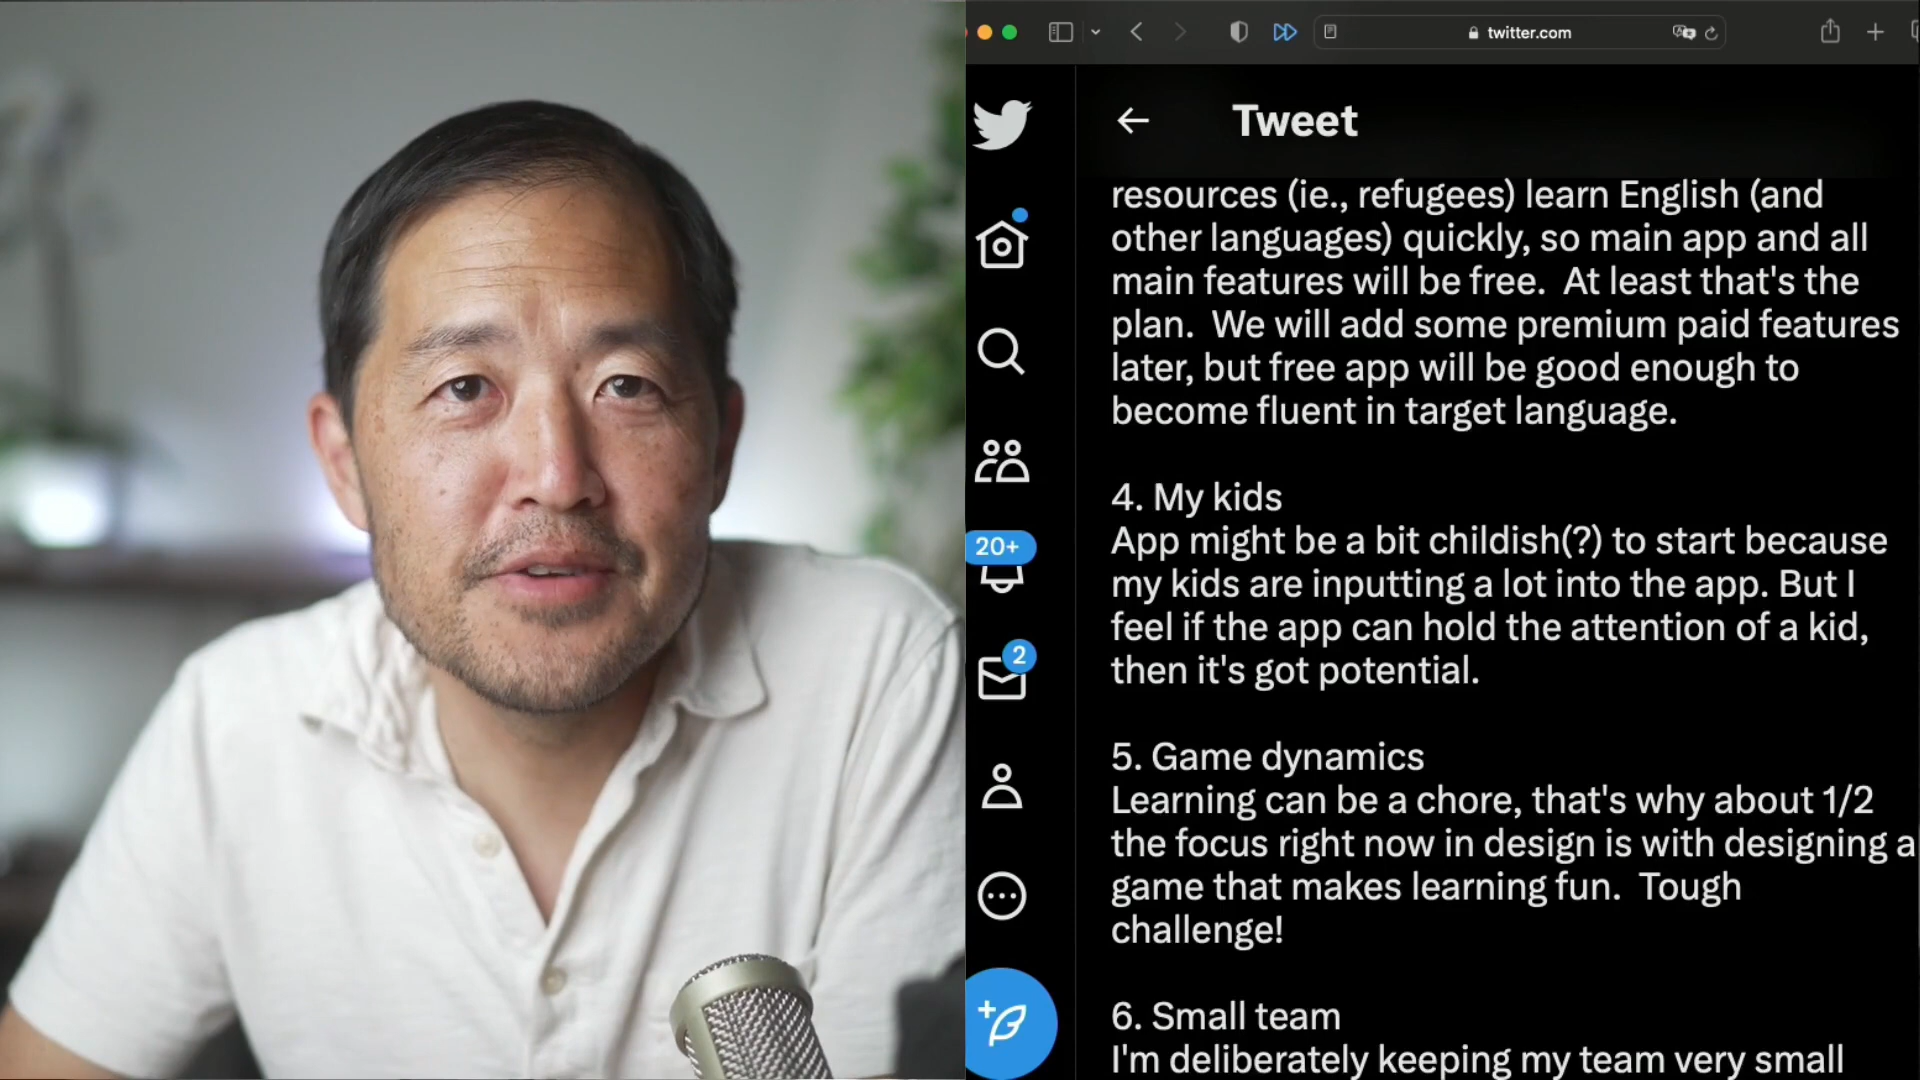 twitter.com
Tweet
resources (ie., refugees) learn English (and
other languages) quickly, so main app and all
main features will be free.  At least that's the
plan.  We will add some premium paid features
later, but free app will be good enough to
become fluent in target language.
4. My kids
App might be a bit childish(?) to start because
my kids are inputting a lot into the app. But I
feel if the app can hold the attention of a kid,
then it's got potential.
5. Game dynamics
Learning can be a chore, that's why about 1/2
the focus right now in design is with designing a
game that makes learning fun.  Tough
challenge!
6. Small team
I'm deliberately keeping my team very small
20+
2